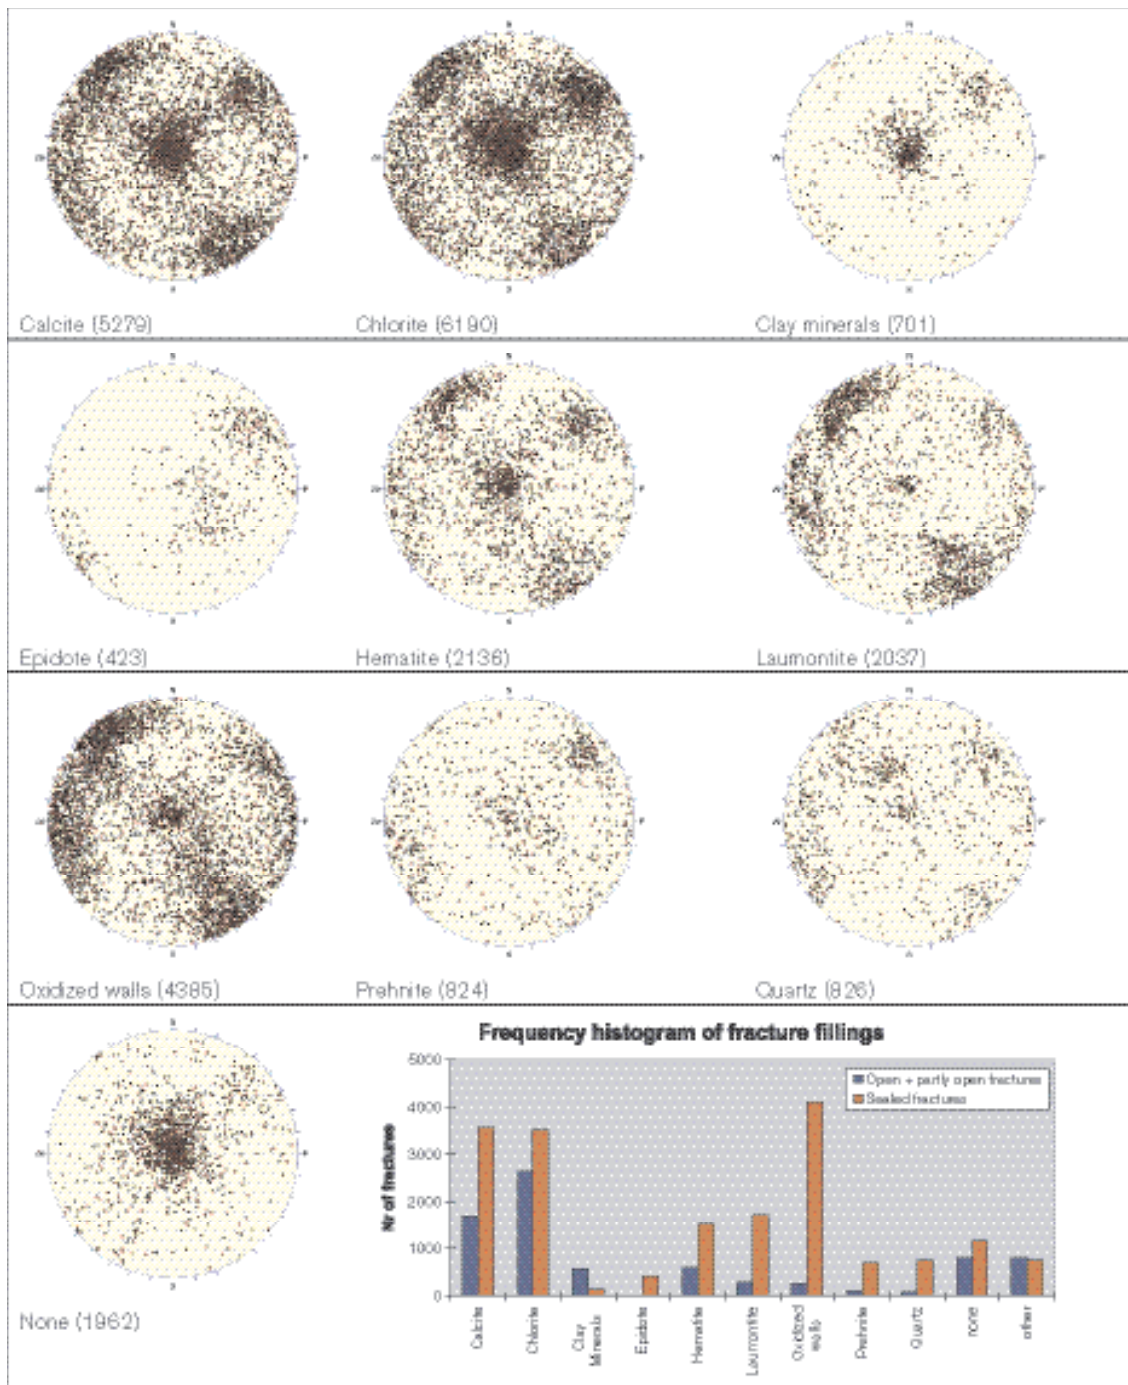 Calcite (5279)
Chlorite (6190)
Clay minerals (701)
Epidote (423)
Hematite (2136)
Laumontite (2037)
Oxidized walls (4385)
Prehnite (824)
Quartz (826)
None (1962)
Frequency histogram of fracture fillings
Open + partly open fractures
Sealed fractures
Nr of fractures
5000
4000
3000
2000
1000
0
Calcite
Chlorite
Clay
Minerals
Epidote
Hematite
Laumontite
Oxidized
walls
Prehnite
Quartz
none
other